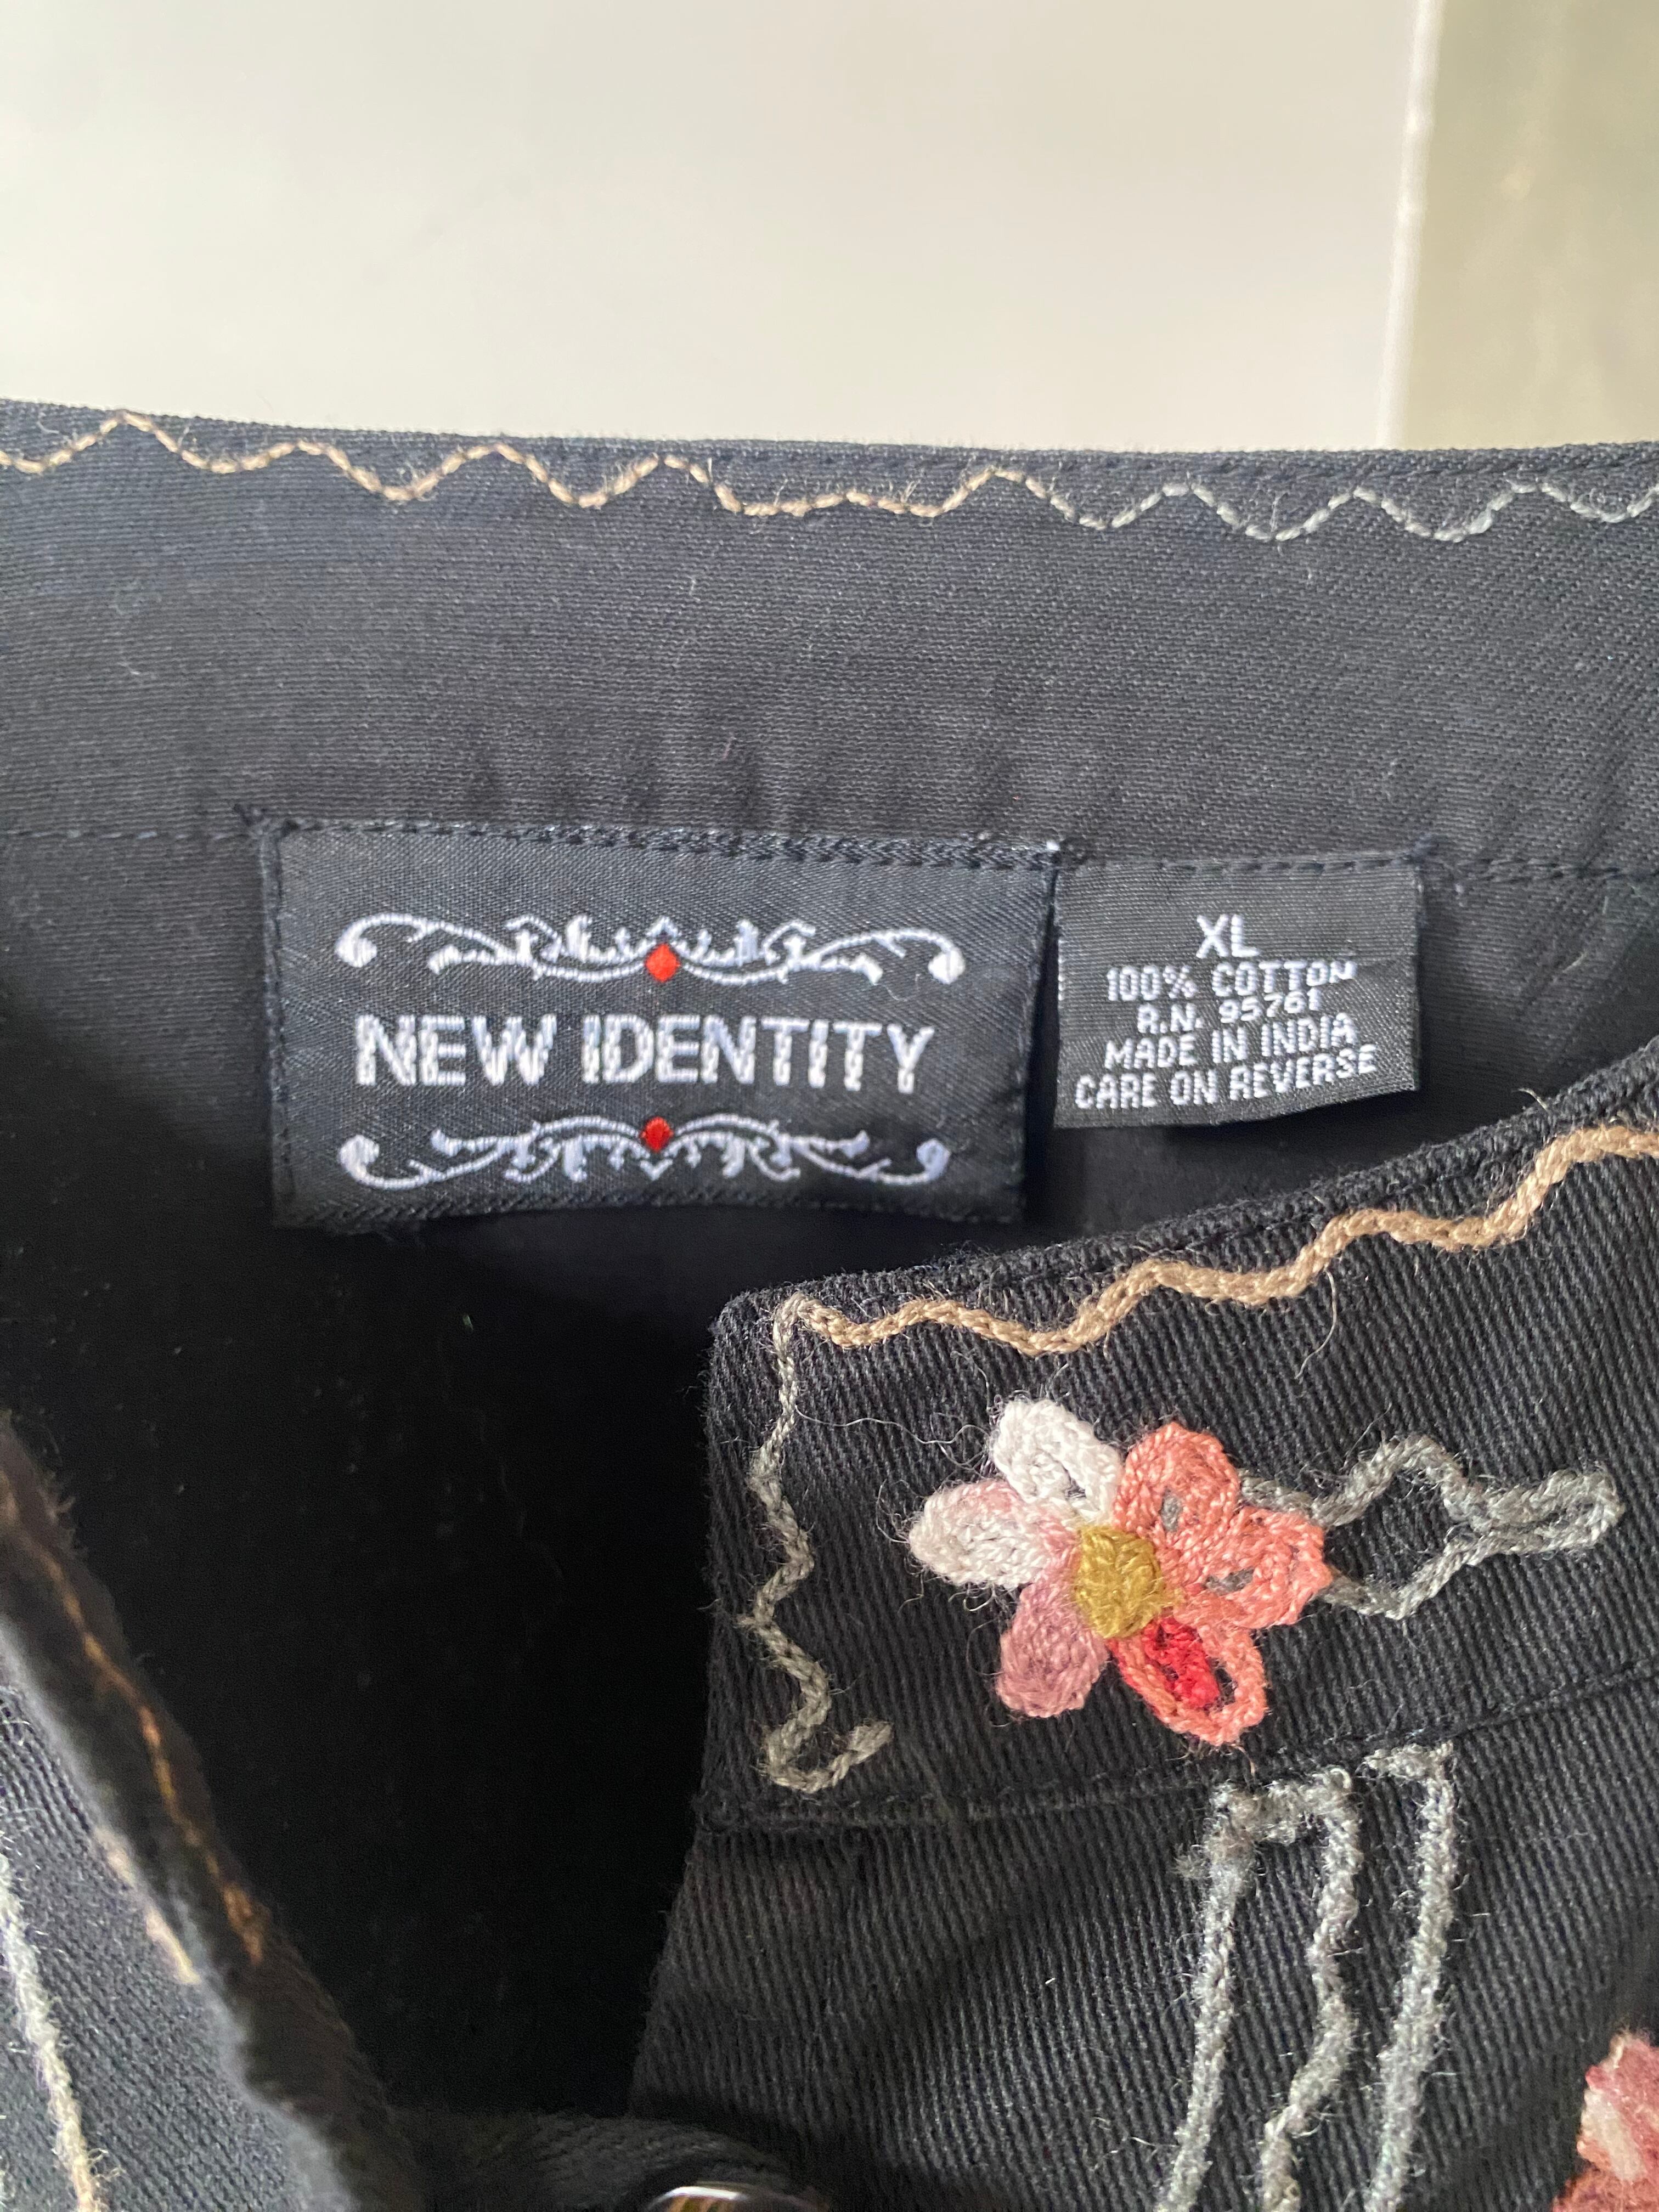 NEW IDENTITY
XL
100% COTTON
R.N. 95761
MADE IN INDIA
CARE ON REVERSE